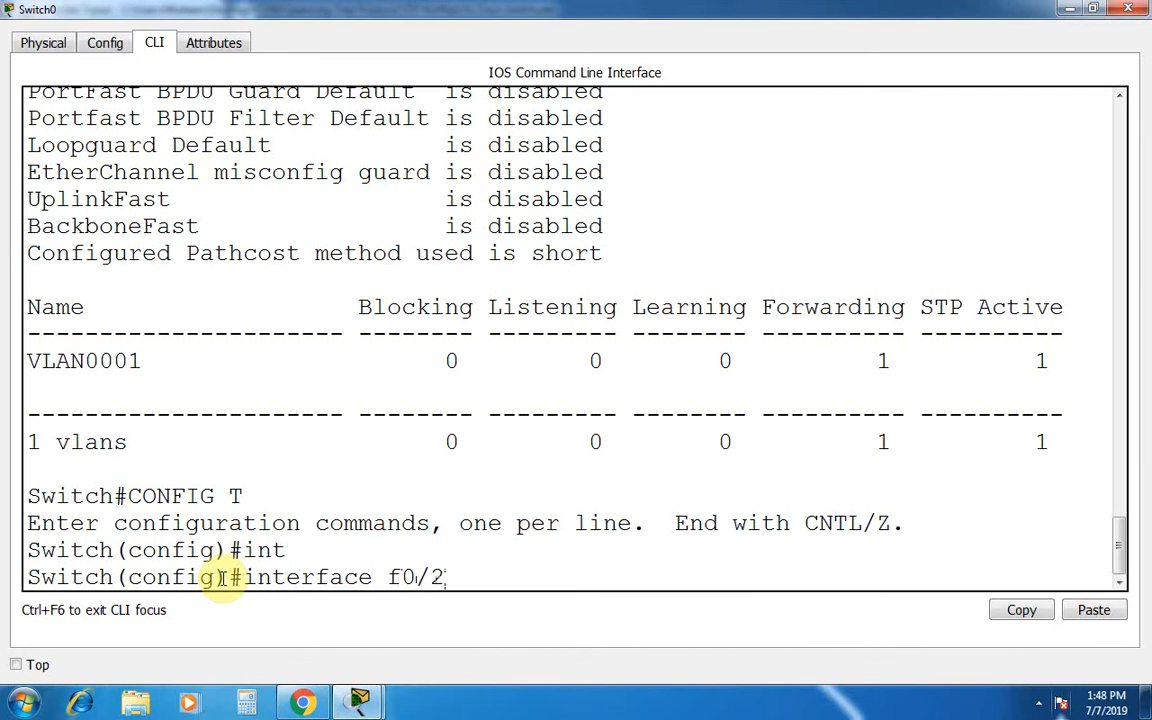 Switch0
Physical Config CLI Attributes
IOS Command Line Interface
PortFast BPDU Guard Default is disabled
Portfast BPDU Filter Default is disabled
Loopguard Default is disabled
EtherChannel misconfig guard is disabled
UplinkFast is disabled
BackboneFast is disabled
Configured Pathcost method used is short
Name Blocking Listening Learning Forwarding STP Active
---------------------- -------- --------- -------- ---------- ----------
VLAN0001 0 0 0 1 1
---------------------- -------- --------- -------- ---------- ----------
1 vlans 0 0 0 1 1
Switch#CONFIG T
Enter configuration commands, one per line. End with CNTL/Z.
Switch(config)#int
Switch(config)#interface f0/2
Ctrl+F6 to exit CLI focus
Copy Paste
Top
1:48 PM
7/7/2019